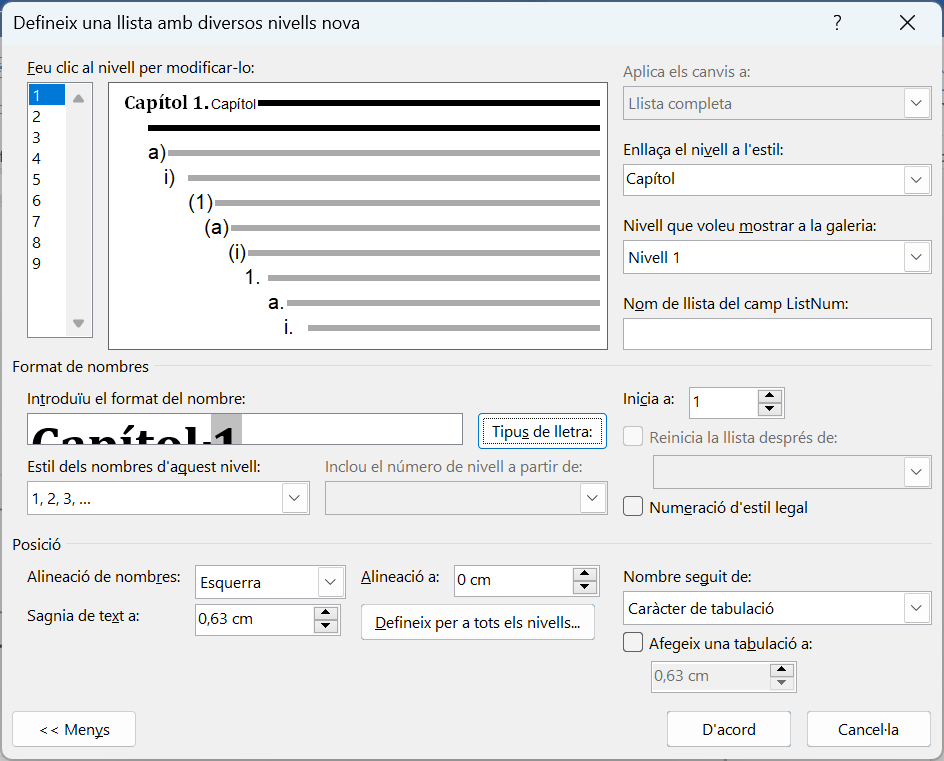 Defineix una llista amb diversos nivells nova
?
Feu clic al nivell per modificar-lo:
1
2
3
4
5
6
7
8
9
Capítol 1. Capítol
a)
i)
(1)
(a)
(i)
1.
a.
i.
Aplica els canvis a:
Llista completa
Enllaça el nivell a l'estil:
Capítol
Nivell que voleu mostrar a la galeria:
Nivell 1
Nom de llista del camp ListNum:
Format de nombres
Introduïu el format del nombre:
Capítol 1
Tipus de lletra:
Inicia a:
1
Reinicia la llista després de:
Estil dels nombres d'aquest nivell:
1, 2, 3, ...
Inclou el número de nivell a partir de:
Numeració d'estil legal
Posició
Alineació de nombres:
Esquerra
Alineació a:
0 cm
Nombre seguit de:
Caràcter de tabulació
Sagnia de text a:
0,63 cm
Defineix per a tots els nivells...
Afegeix una tabulació a:
0,63 cm
<< Menys
D'acord
Cancel·la